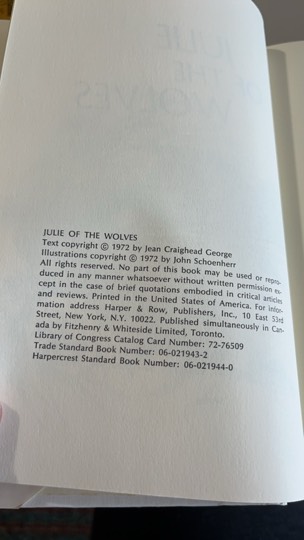 JULIE OF THE WOLVES
Text copyright © 1972 by Jean Craighead George
Illustrations copyright © 1972 by John Schoenherr
All rights reserved. No part of this book may be used or repro-
duced in any manner whatsoever without written permission ex-
cept in the case of brief quotations embodied in critical articles
and reviews. Printed in the United States of America. For infor-
mation address Harper & Row, Publishers, Inc., 10 East 53rd
Street, New York, N.Y. 10022. Published simultaneously in Can-
ada by Fitzhenry & Whiteside Limited, Toronto.
Library of Congress Catalog Card Number: 72-76509
Trade Standard Book Number: 06-021943-2
Harpercrest Standard Book Number: 06-021944-0